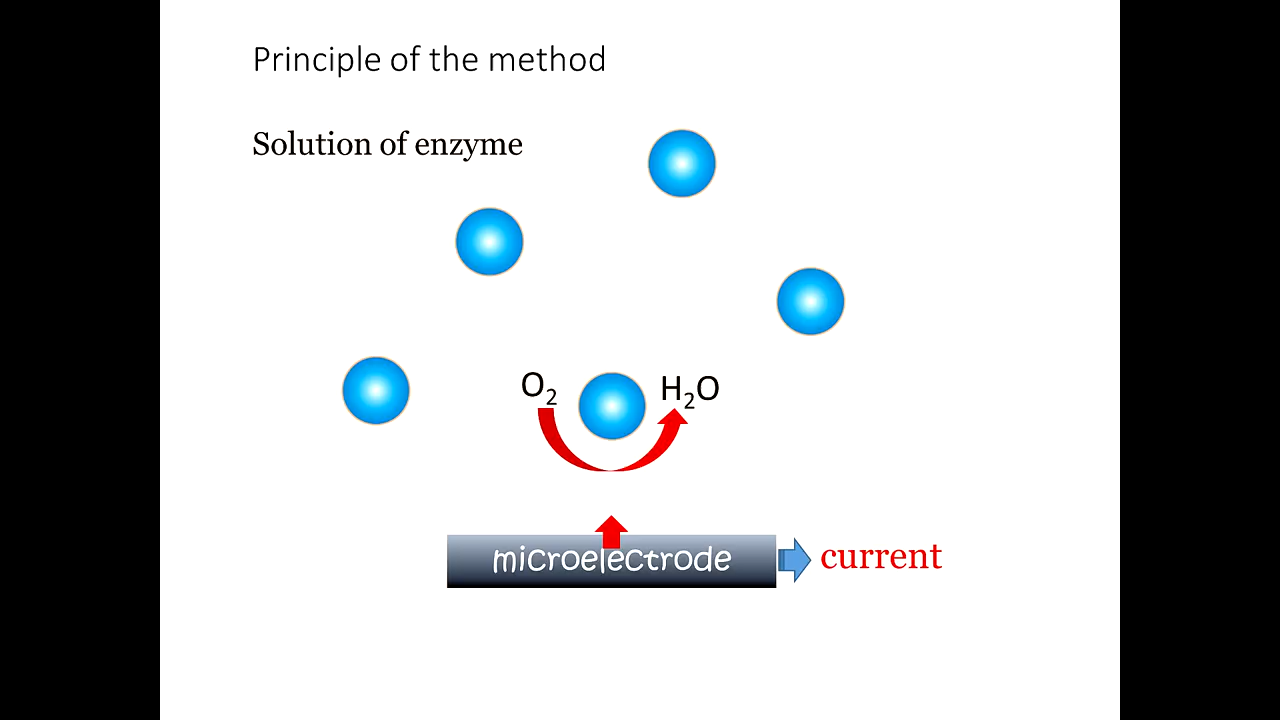 Principle of the method
Solution of enzyme
O₂
H₂O
microelectrode
current